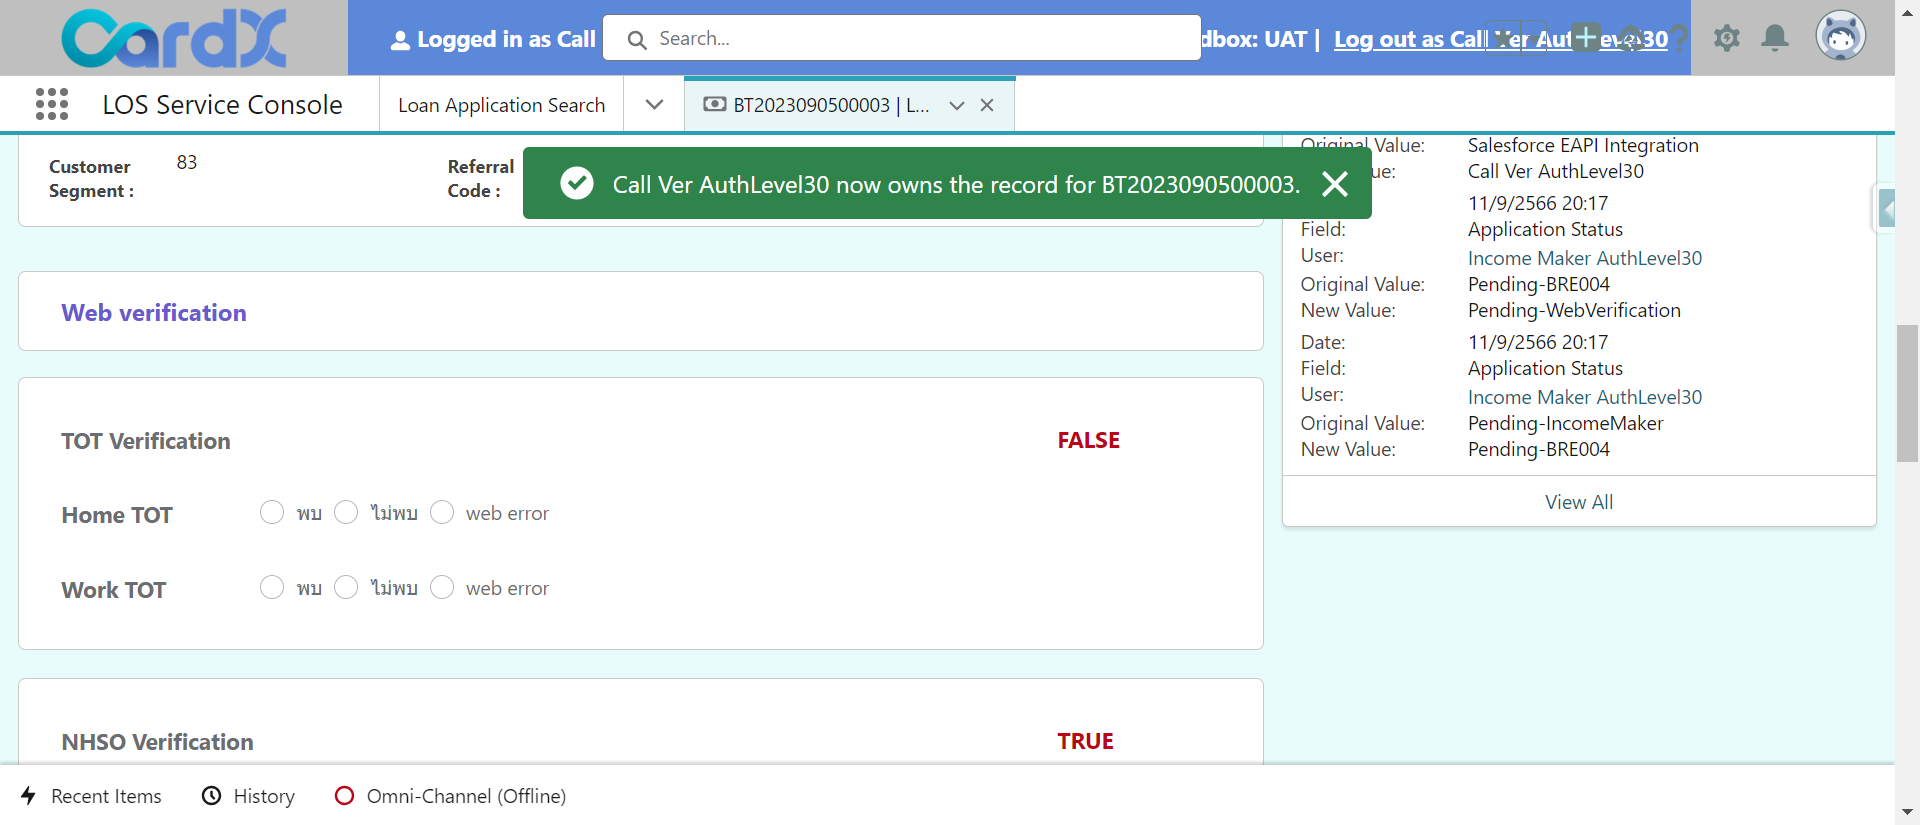 CardX
Logged in as Call
Search...
dbox: UAT |
Log out as Call Ver AuthLevel30
LOS Service Console
Loan Application Search
BT2023090500003 | L...
Customer Segment :
83
Referral Code :
Call Ver AuthLevel30 now owns the record for BT2023090500003.
Web verification
TOT Verification
FALSE
Home TOT
พบ
ไม่พบ
web error
Work TOT
พบ
ไม่พบ
web error
NHSO Verification
TRUE
Original Value:
Salesforce EAPI Integration
ue:
Call Ver AuthLevel30
11/9/2566 20:17
Field:
Application Status
User:
Income Maker AuthLevel30
Original Value:
Pending-BRE004
New Value:
Pending-WebVerification
Date:
11/9/2566 20:17
Field:
Application Status
User:
Income Maker AuthLevel30
Original Value:
Pending-IncomeMaker
New Value:
Pending-BRE004
View All
Recent Items
History
Omni-Channel (Offline)